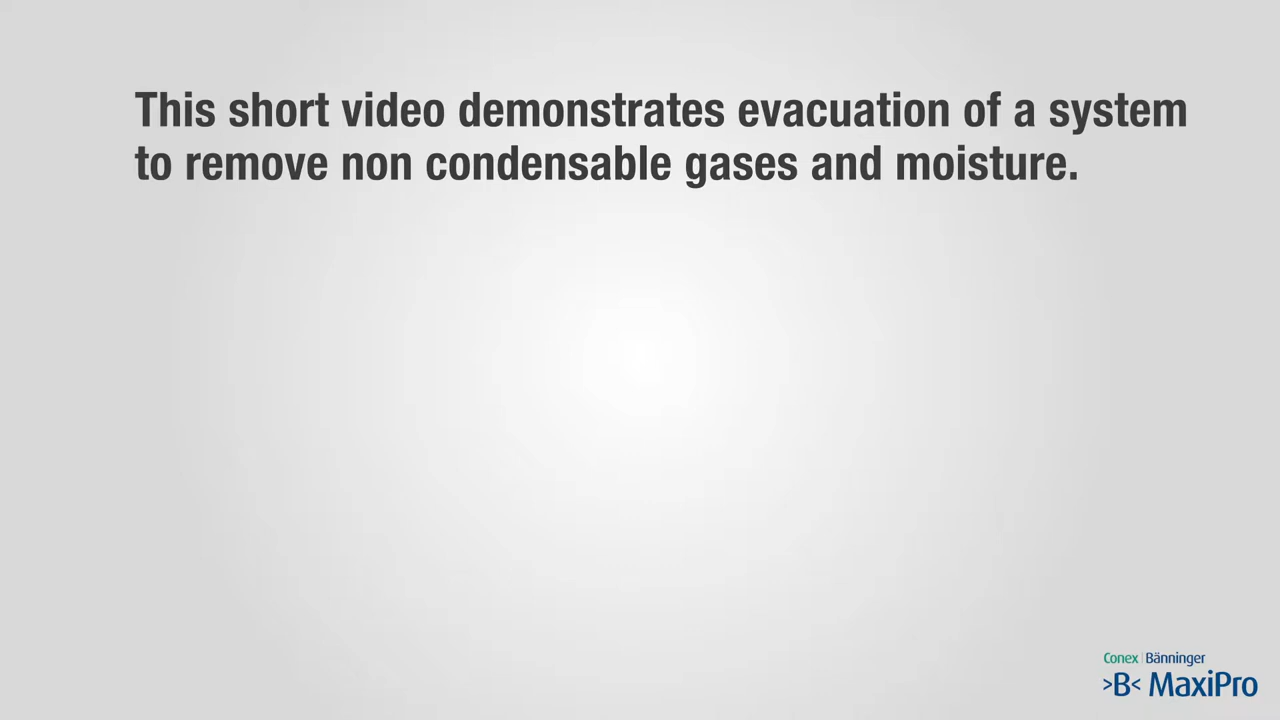 This short video demonstrates evacuation of a system
to remove non condensable gases and moisture.
Conex | Bänninger
>B< MaxiPro